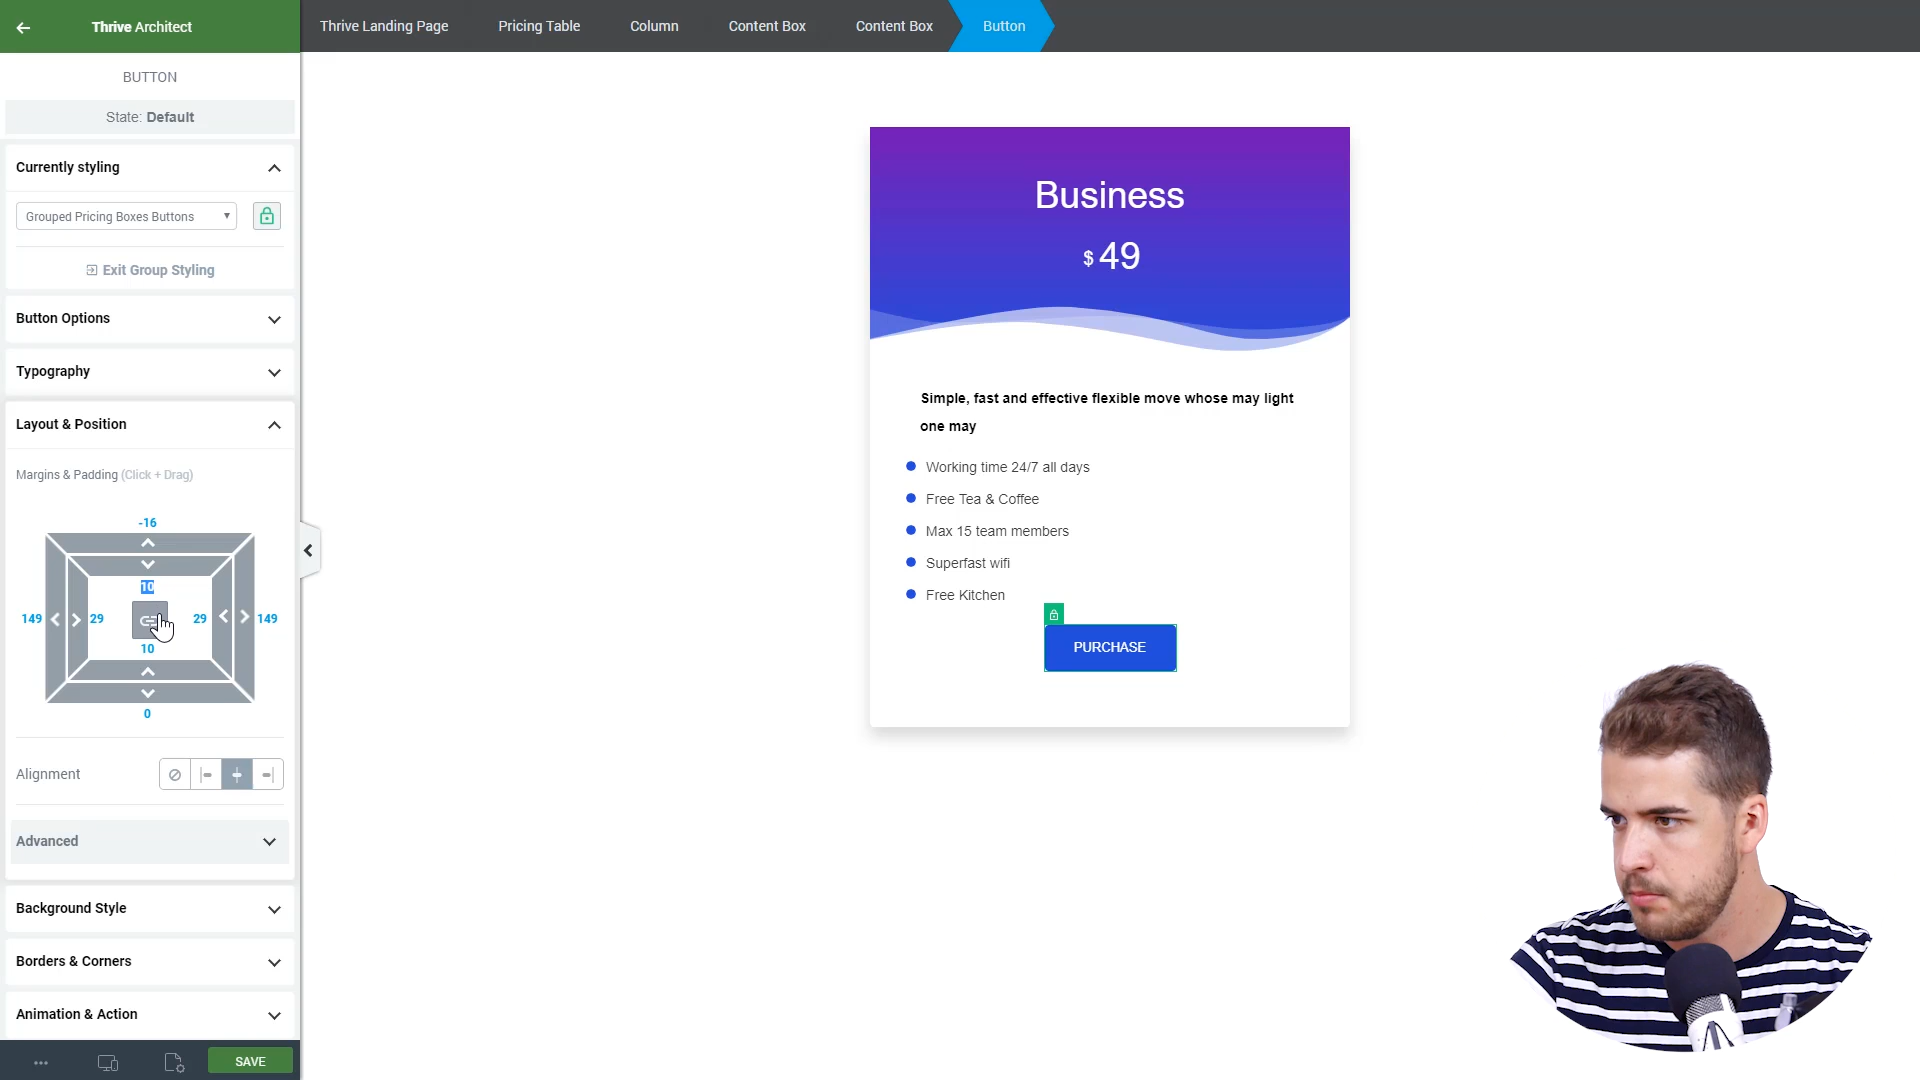 Thrive Architect
Thrive Landing Page
Pricing Table
Column
Content Box
Content Box
Button
BUTTON
State: Default
Currently styling
Grouped Pricing Boxes Buttons
Exit Group Styling
Button Options
Typography
Layout & Position
Margins & Padding (Click + Drag)
-16
10
149
29
29
149
10
0
Alignment
Advanced
Background Style
Borders & Corners
Animation & Action
SAVE
Business
$ 49
Simple, fast and effective flexible move whose may light
one may
Working time 24/7 all days
Free Tea & Coffee
Max 15 team members
Superfast wifi
Free Kitchen
PURCHASE